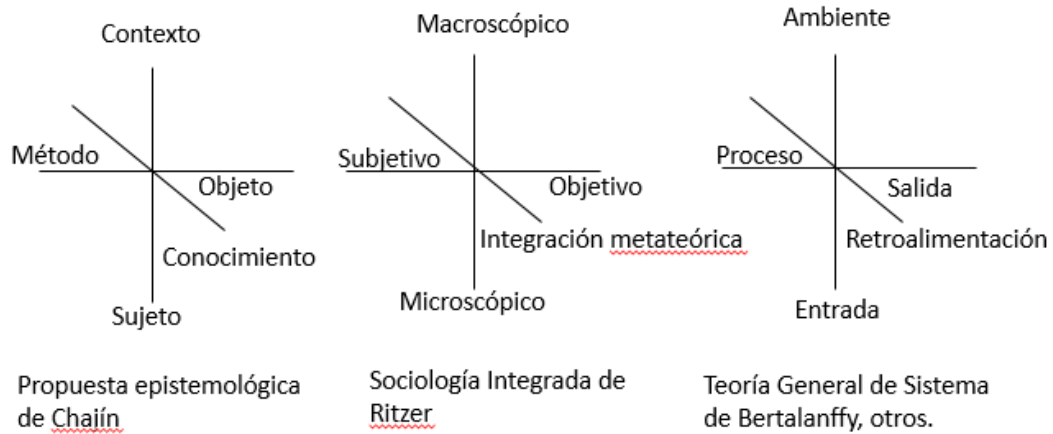 Contexto
Método
Objeto
Conocimiento
Sujeto
Propuesta epistemológica
de Chajín
Macroscópico
Subjetivo
Objetivo
Integración metateórica
Microscópico
Sociología Integrada de
Ritzer
Ambiente
Proceso
Salida
Retroalimentación
Entrada
Teoría General de Sistema
de Bertalanffy, otros.